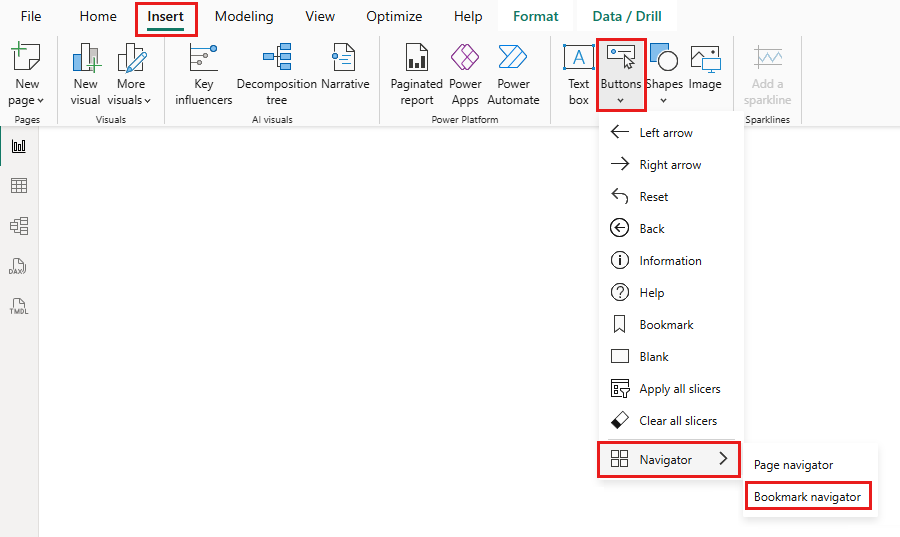 File Home Insert Modeling View Optimize Help Format Data / Drill
New page
New visual
More visuals
Key influencers
Decomposition tree
Narrative
Paginated report
Power Apps
Power Automate
Text box
Buttons
Shapes
Image
Add a sparkline
Pages Visuals AI visuals Power Platform Sparklines
DAX
TMDL
Left arrow
Right arrow
Reset
Back
Information
Help
Bookmark
Blank
Apply all slicers
Clear all slicers
Navigator
Page navigator
Bookmark navigator